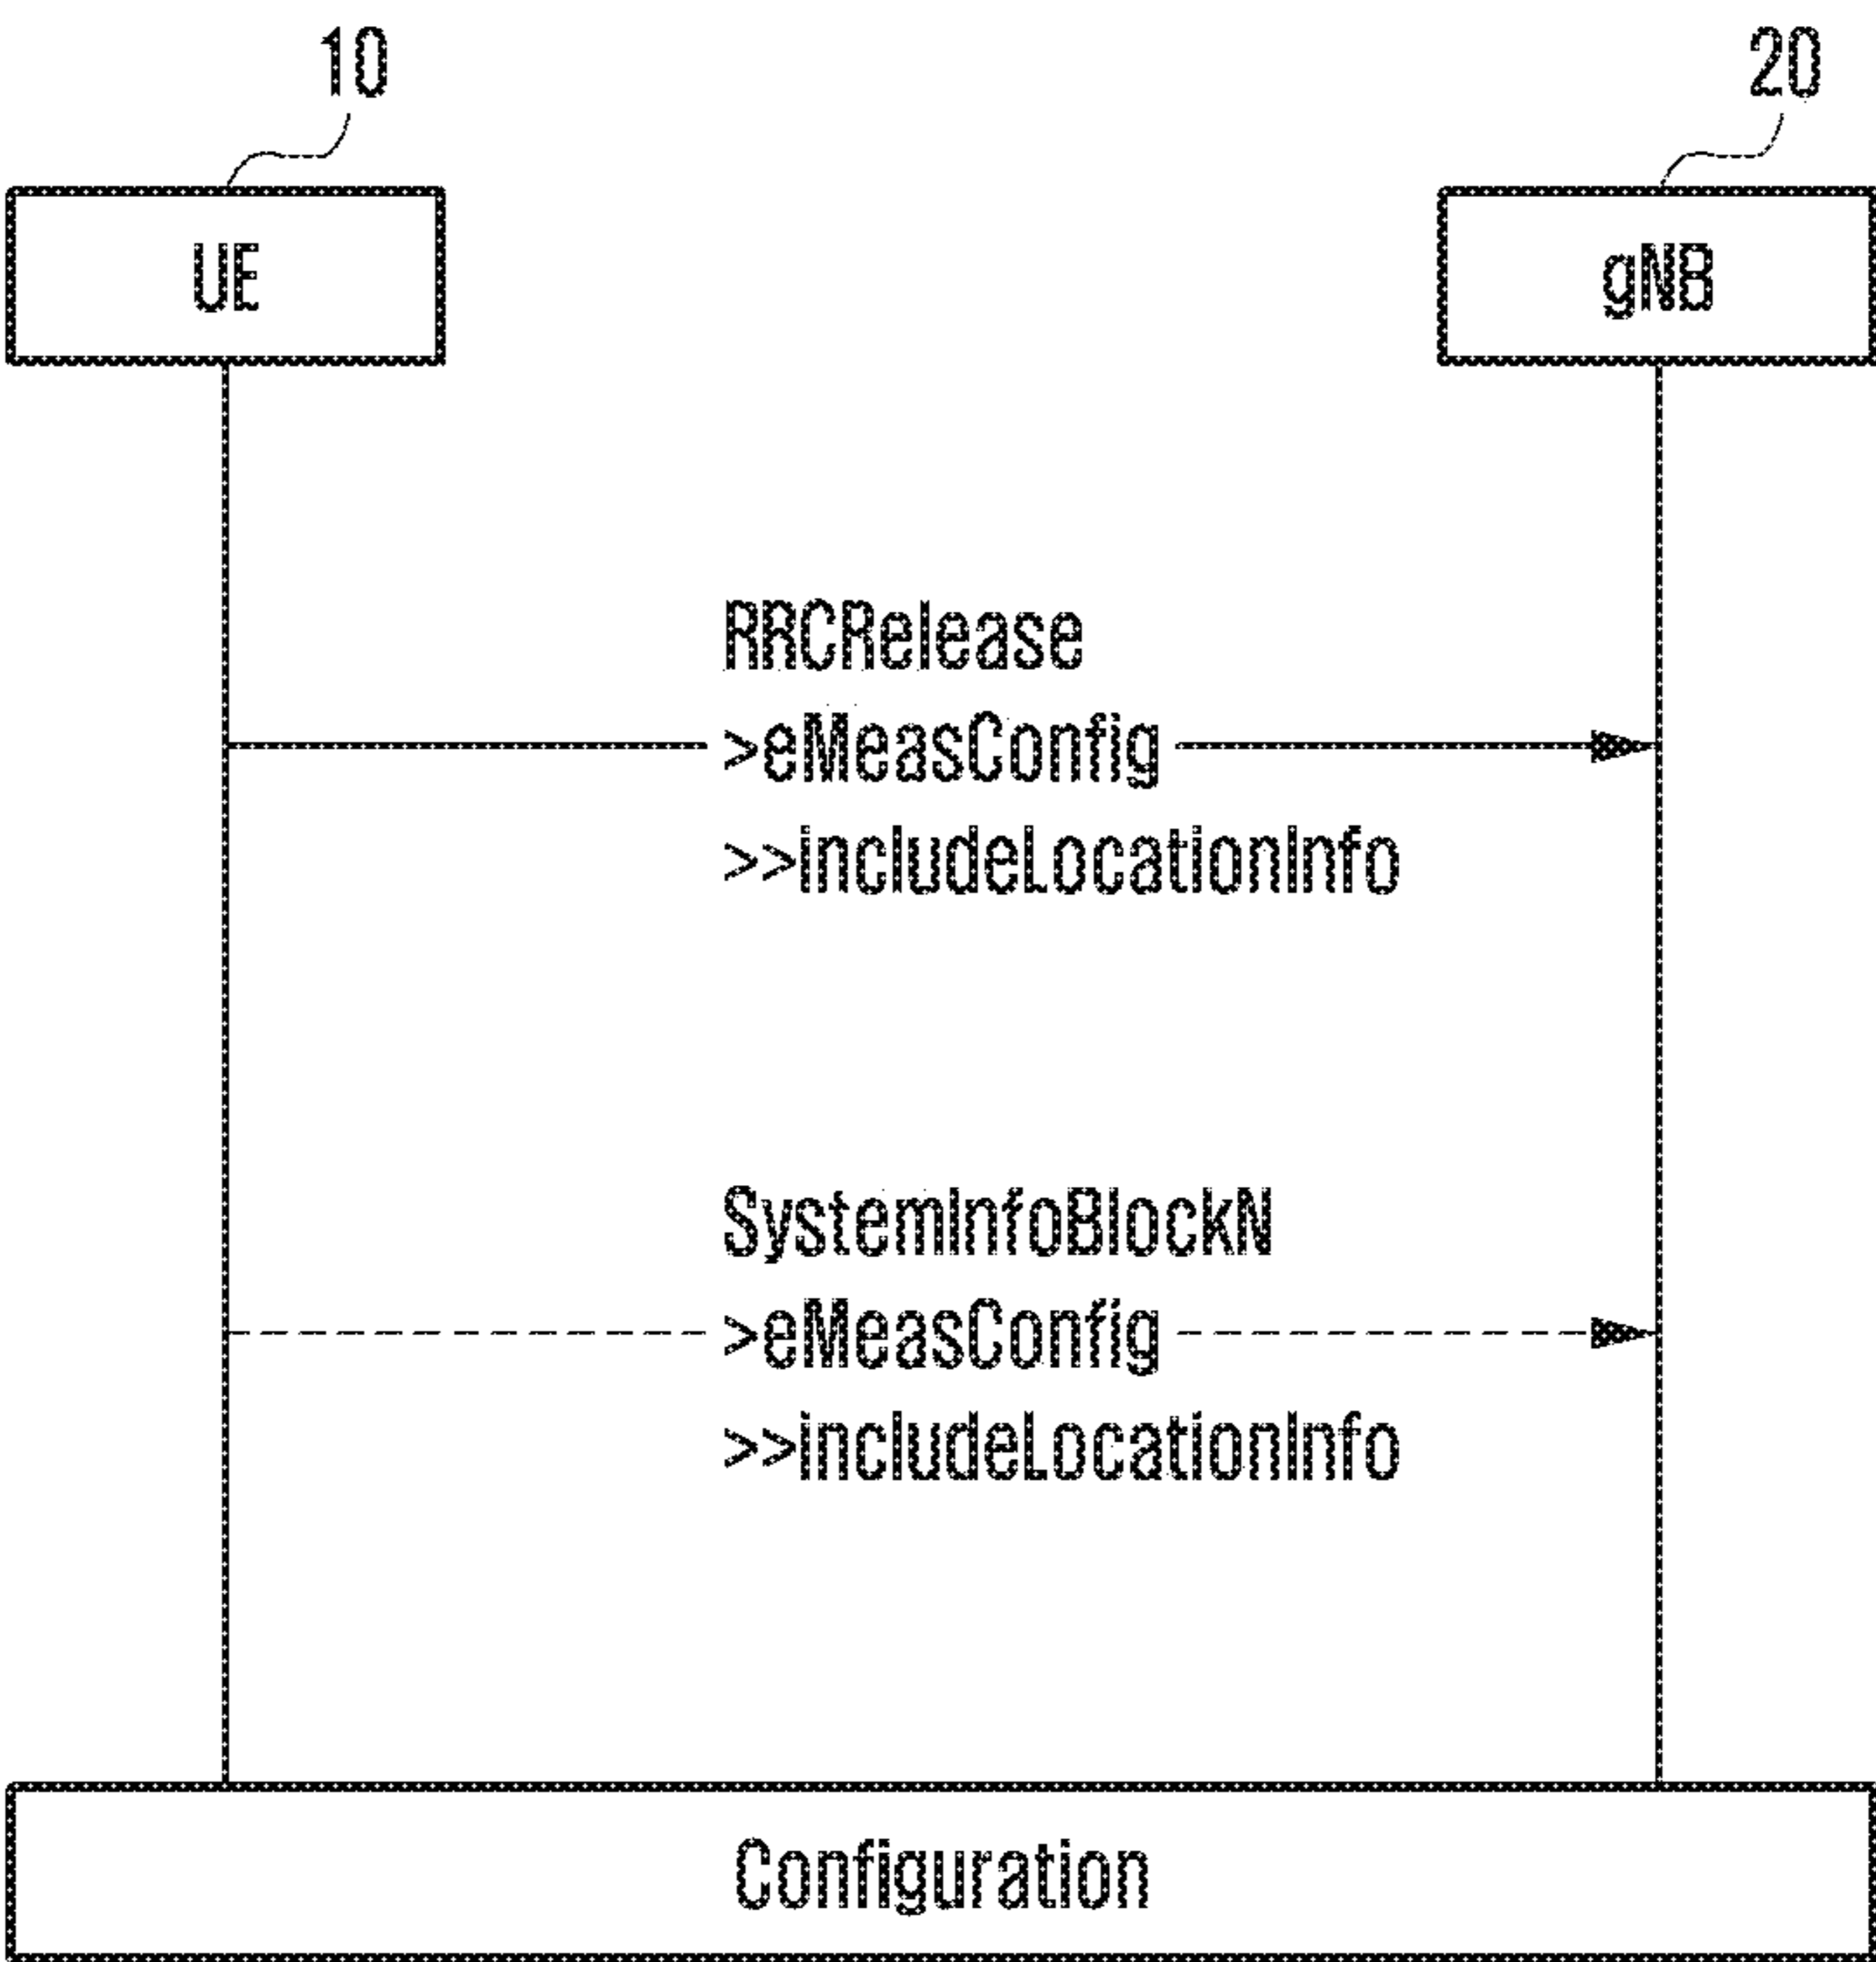 10
20
UE
gNB
RRCRelease
>eMeasConfig
>>includeLocationInfo
SystemInfoBlockN
>eMeasConfig
>>includeLocationInfo
Configuration